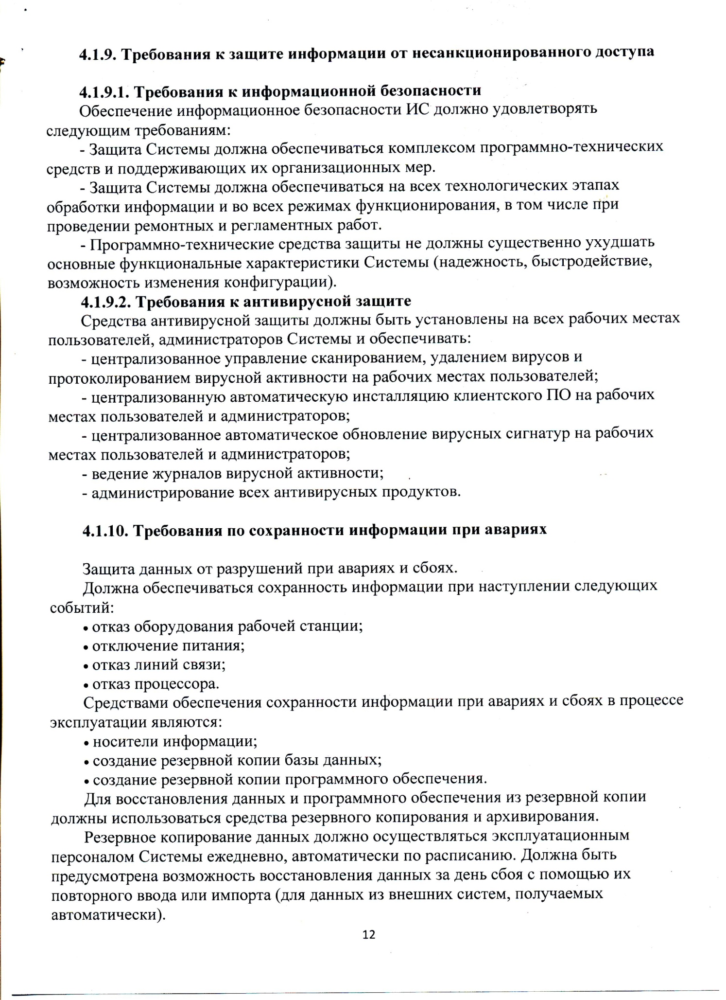 4.1.9. Требования к защите информации от несанкционированного доступа
4.1.9.1. Требования к информационной безопасности
Обеспечение информационное безопасности ИС должно удовлетворять
следующим требованиям:
- Защита Системы должна обеспечиваться комплексом программно-технических
средств и поддерживающих их организационных мер.
- Защита Системы должна обеспечиваться на всех технологических этапах
обработки информации и во всех режимах функционирования, в том числе при
проведении ремонтных и регламентных работ.
- Программно-технические средства защиты не должны существенно ухудшать
основные функциональные характеристики Системы (надежность, быстродействие,
возможность изменения конфигурации).
4.1.9.2. Требования к антивирусной защите
Средства антивирусной защиты должны быть установлены на всех рабочих местах
пользователей, администраторов Системы и обеспечивать:
- централизованное управление сканированием, удалением вирусов и
протоколированием вирусной активности на рабочих местах пользователей;
- централизованную автоматическую инсталляцию клиентского ПО на рабочих
местах пользователей и администраторов;
- централизованное автоматическое обновление вирусных сигнатур на рабочих
местах пользователей и администраторов;
- ведение журналов вирусной активности;
- администрирование всех антивирусных продуктов.
4.1.10. Требования по сохранности информации при авариях
Защита данных от разрушений при авариях и сбоях.
Должна обеспечиваться сохранность информации при наступлении следующих
событий:
• отказ оборудования рабочей станции;
• отключение питания;
• отказ линий связи;
• отказ процессора.
Средствами обеспечения сохранности информации при авариях и сбоях в процессе
эксплуатации являются:
• носители информации;
• создание резервной копии базы данных;
• создание резервной копии программного обеспечения.
Для восстановления данных и программного обеспечения из резервной копии
должны использоваться средства резервного копирования и архивирования.
Резервное копирование данных должно осуществляться эксплуатационным
персоналом Системы ежедневно, автоматически по расписанию. Должна быть
предусмотрена возможность восстановления данных за день сбоя с помощью их
повторного ввода или импорта (для данных из внешних систем, получаемых
автоматически).
12